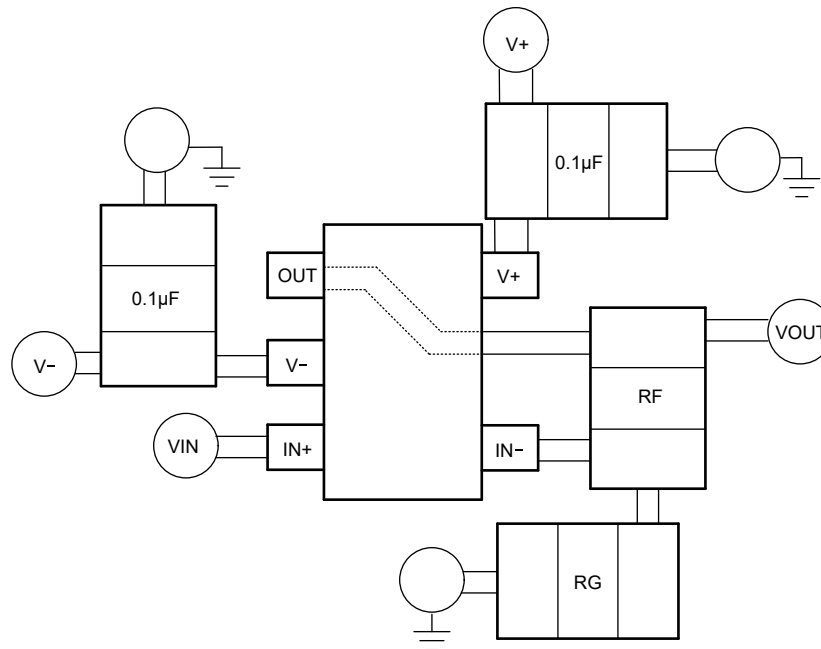 V+
0.1µF
0.1µF
OUT
V+
VOUT
V−
V−
RF
VIN
IN+
IN−
RG